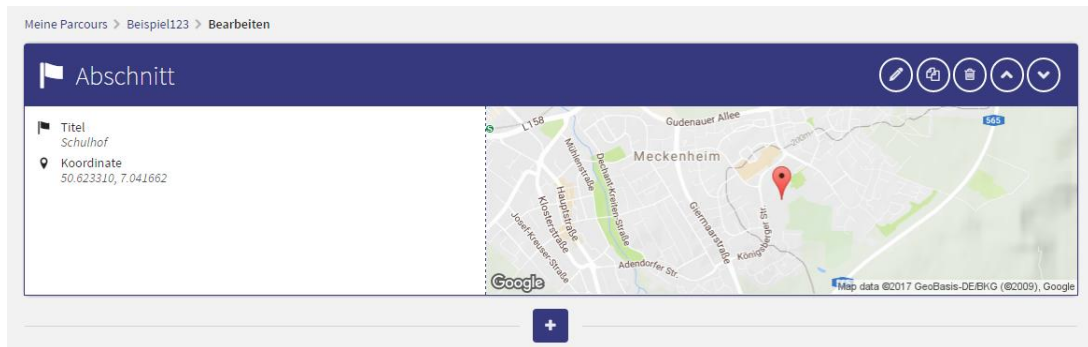 Meine Parcours > Beispiel123 > Bearbeiten
Abschnitt
Titel
Schulhof
Koordinate
50.623310, 7.041662
L158
Gudenauer Allee
565
200m
Meckenheim
Mühlenstraße
Dechant-Kreiten-Straße
Hauptstraße
Klosterstraße
Giermaarstraße
Königsberger Str
Josef-Kreuser-Straße
Adendorfer Str.
Google
Map data ©2017 GeoBasis-DE/BKG (©2009), Google